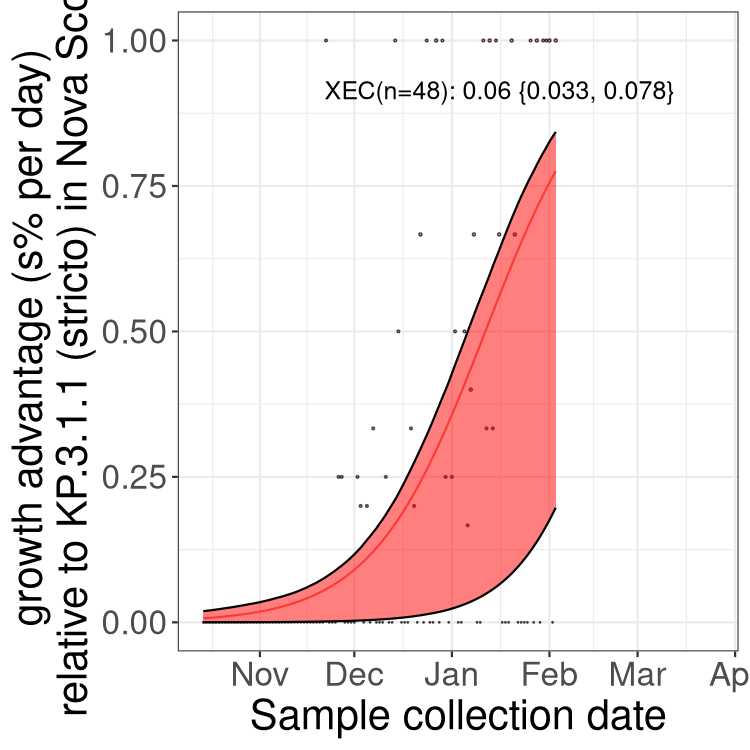 growth advantage (s% per day)
relative to KP.3.1.1 (stricto) in Nova Sco
1.00
0.75
0.50
0.25
0.00
XEC(n=48): 0.06 {0.033, 0.078}
Nov Dec Jan Feb Mar Ap
Sample collection date